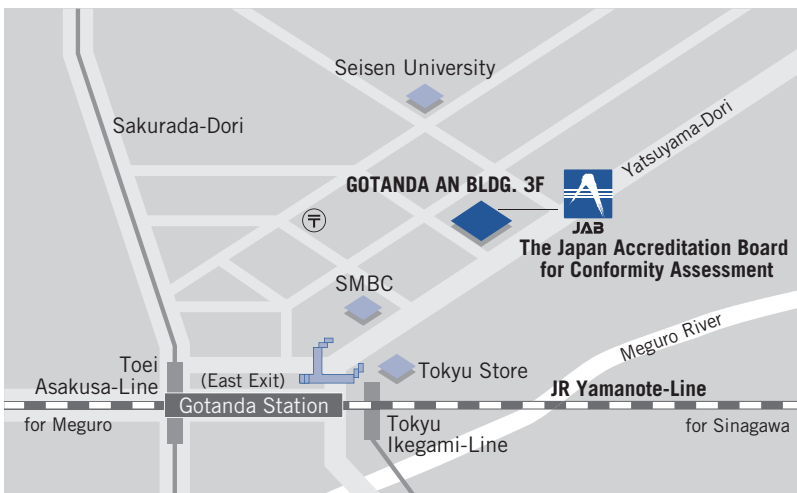 Seisen University
Sakurada-Dori
Yatsuyama-Dori
GOTANDA AN BLDG. 3F
JAB
〒
The Japan Accreditation Board
for Conformity Assessment
SMBC
Meguro River
Toei
Asakusa-Line
(East Exit)
Tokyu Store
JR Yamanote-Line
Gotanda Station
for Meguro
Tokyu
Ikegami-Line
for Sinagawa